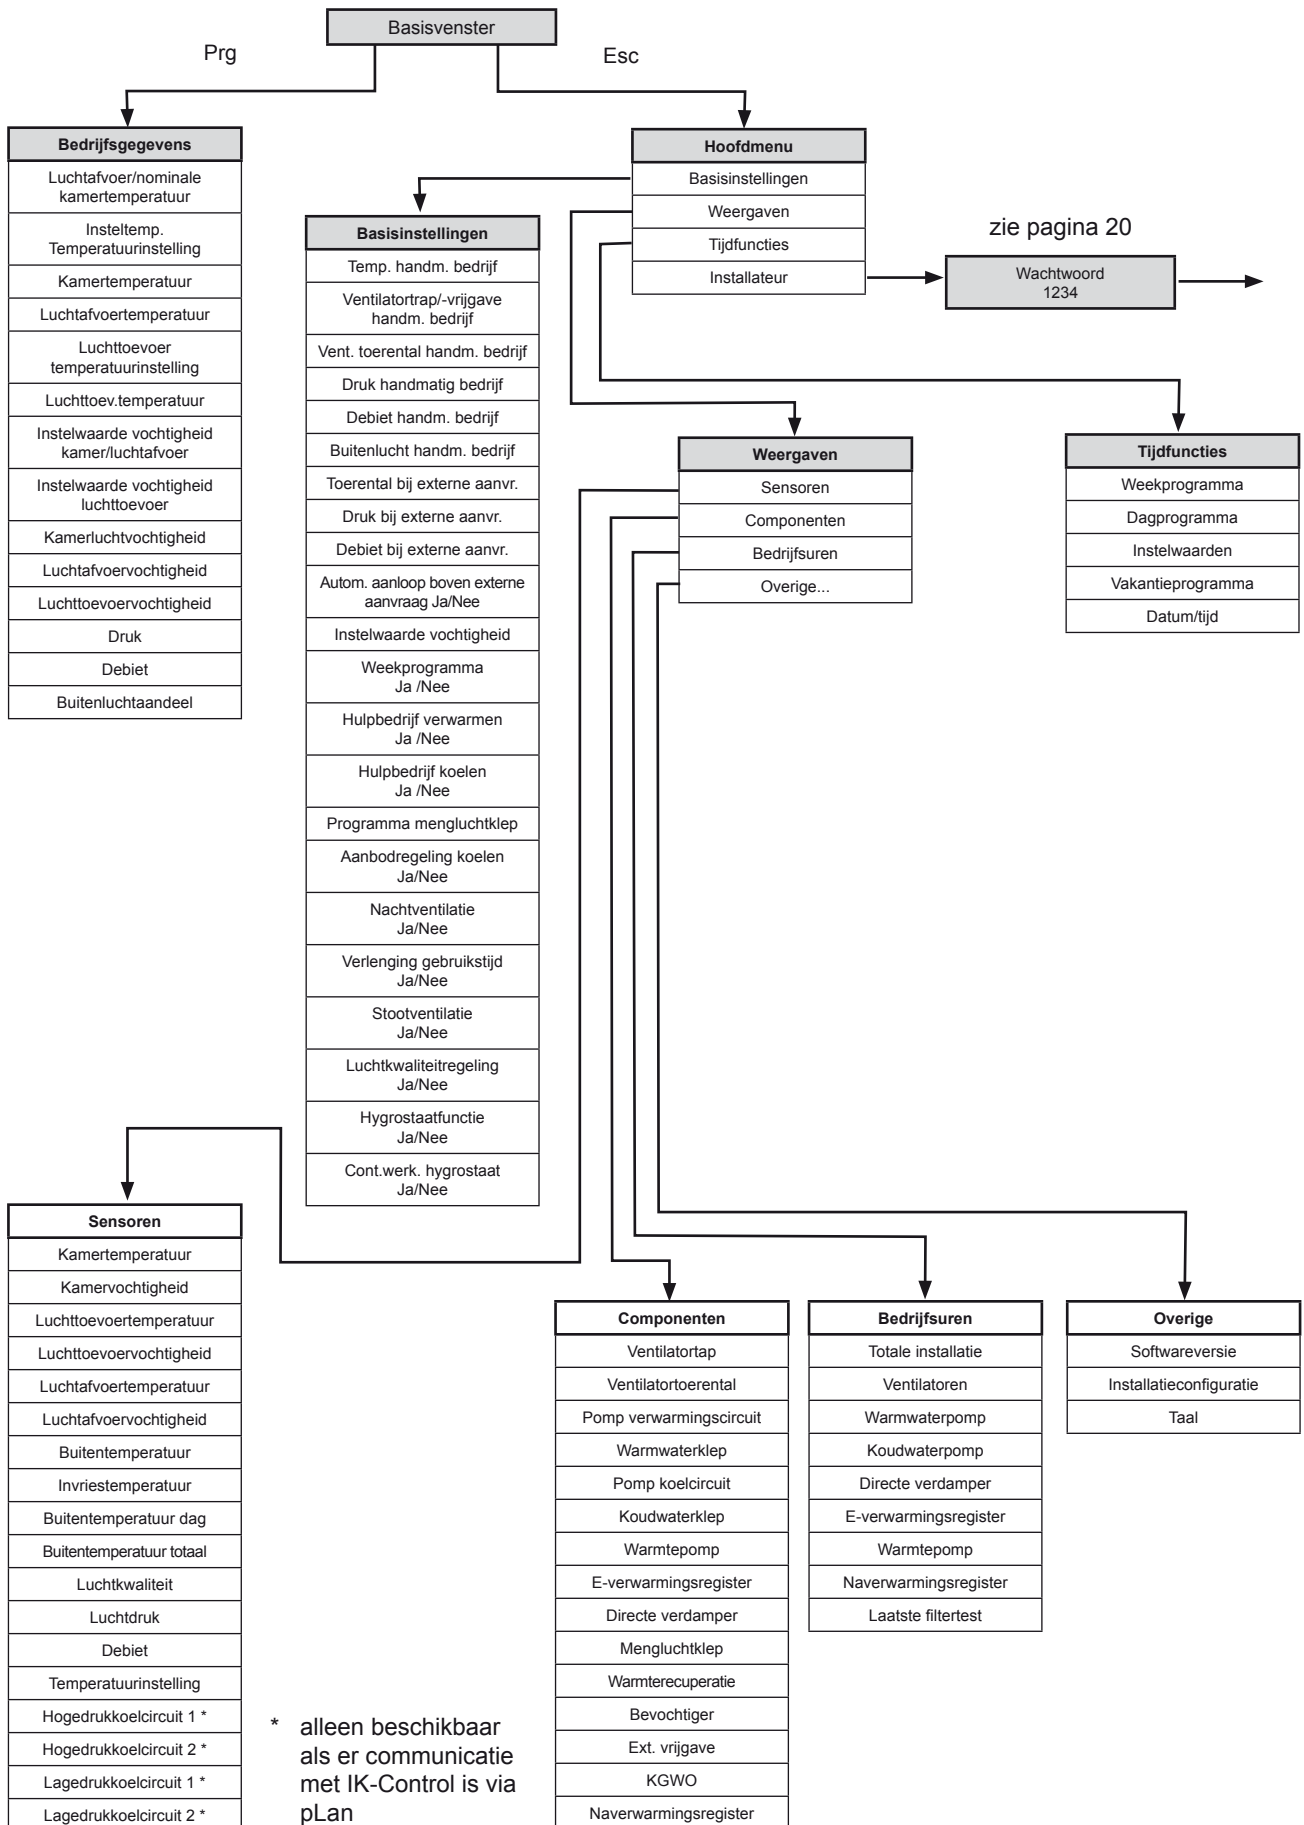 Basisvenster
Prg
Esc
Bedrijfsgegevens
Luchtafvoer/nominale
kamertemperatuur
Insteltemp.
Temperatuurinstelling
Kamertemperatuur
Luchtafvoertemperatuur
Luchttoevoer
temperatuurinstelling
Luchttoev.temperatuur
Instelwaarde vochtigheid
kamer/luchtafvoer
Instelwaarde vochtigheid
luchttoevoer
Kamerluchtvochtigheid
Luchtafvoervochtigheid
Luchttoevoervochtigheid
Druk
Debiet
Buitenluchtaandeel
Hoofdmenu
Basisinstellingen
Weergaven
Tijdfuncties
Installateur
zie pagina 20
Wachtwoord
1234
Basisinstellingen
Temp. handm. bedrijf
Ventilatortrap/-vrijgave
handm. bedrijf
Vent. toerental handm. bedrijf
Druk handmatig bedrijf
Debiet handm. bedrijf
Buitenlucht handm. bedrijf
Toerental bij externe aanvr.
Druk bij externe aanvr.
Debiet bij externe aanvr.
Autom. aanloop boven externe
aanvraag Ja/Nee
Instelwaarde vochtigheid
Weekprogramma
Ja /Nee
Hulpbedrijf verwarmen
Ja /Nee
Hulpbedrijf koelen
Ja /Nee
Programma mengluchtklep
Aanbodregeling koelen
Ja/Nee
Nachtventilatie
Ja/Nee
Verlenging gebruikstijd
Ja/Nee
Stootventilatie
Ja/Nee
Luchtkwaliteitregeling
Ja/Nee
Hygrostaatfunctie
Ja/Nee
Cont.werk. hygrostaat
Ja/Nee
Weergaven
Sensoren
Componenten
Bedrijfsuren
Overige...
Tijdfuncties
Weekprogramma
Dagprogramma
Instelwaarden
Vakantieprogramma
Datum/tijd
Sensoren
Kamertemperatuur
Kamervochtigheid
Luchttoevoertemperatuur
Luchttoevoervochtigheid
Luchtafvoertemperatuur
Luchtafvoervochtigheid
Buitentemperatuur
Invriestemperatuur
Buitentemperatuur dag
Buitentemperatuur totaal
Luchtkwaliteit
Luchtdruk
Debiet
Temperatuurinstelling
Hogedrukkoelcircuit 1 *
Hogedrukkoelcircuit 2 *
Lagedrukkoelcircuit 1 *
Lagedrukkoelcircuit 2 *
* alleen beschikbaar
als er communicatie
met IK-Control is via
pLan
Componenten
Ventilatortap
Ventilatortoerental
Pomp verwarmingscircuit
Warmwaterklep
Pomp koelcircuit
Koudwaterklep
Warmtepomp
E-verwarmingsregister
Directe verdamper
Mengluchtklep
Warmterecuperatie
Bevochtiger
Ext. vrijgave
KGWO
Naverwarmingsregister
Bedrijfsuren
Totale installatie
Ventilatoren
Warmwaterpomp
Koudwaterpomp
Directe verdamper
E-verwarmingsregister
Warmtepomp
Naverwarmingsregister
Laatste filtertest
Overige
Softwareversie
Installatieconfiguratie
Taal